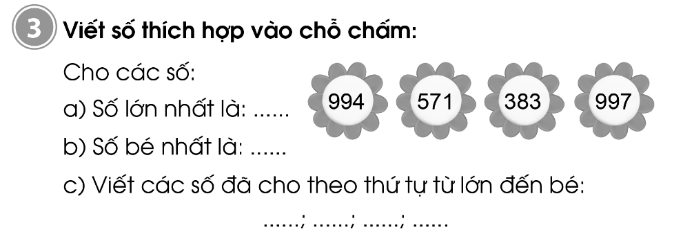 3 Viết số thích hợp vào chỗ chấm:
Cho các số:
994 571 383 997
a) Số lớn nhất là: ......
b) Số bé nhất là: ......
c) Viết các số đã cho theo thứ tự từ lớn đến bé:
......; ......; ......; ......